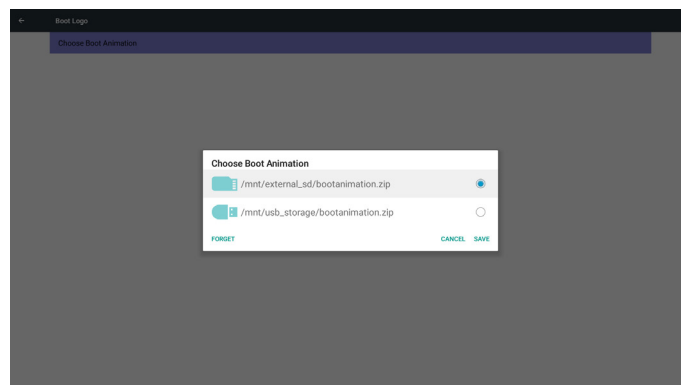 Boot Logo
Choose Boot Animation
Choose Boot Animation
/mnt/external_sd/bootanimation.zip
/mnt/usb_storage/bootanimation.zip
FORGET CANCEL SAVE